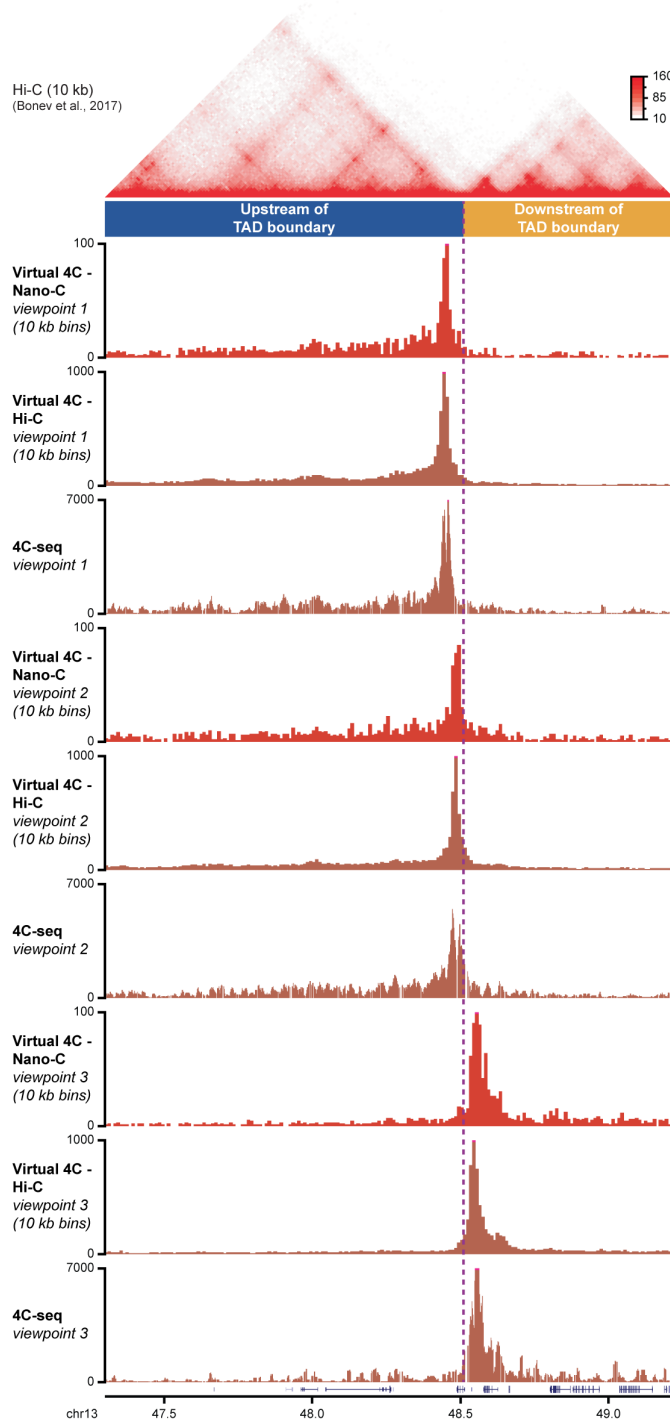 Hi-C (10 kb)
(Bonev et al., 2017)
160
85
10
Upstream of
TAD boundary
Downstream of
TAD boundary
100
Virtual 4C -
Nano-C
viewpoint 1
(10 kb bins)
0
1000
Virtual 4C -
Hi-C
viewpoint 1
(10 kb bins)
0
7000
4C-seq
viewpoint 1
0
100
Virtual 4C -
Nano-C
viewpoint 2
(10 kb bins)
0
1000
Virtual 4C -
Hi-C
viewpoint 2
(10 kb bins)
0
7000
4C-seq
viewpoint 2
0
100
Virtual 4C -
Nano-C
viewpoint 3
(10 kb bins)
0
1000
Virtual 4C -
Hi-C
viewpoint 3
(10 kb bins)
0
7000
4C-seq
viewpoint 3
0
chr13 47.5 48.0 48.5 49.0